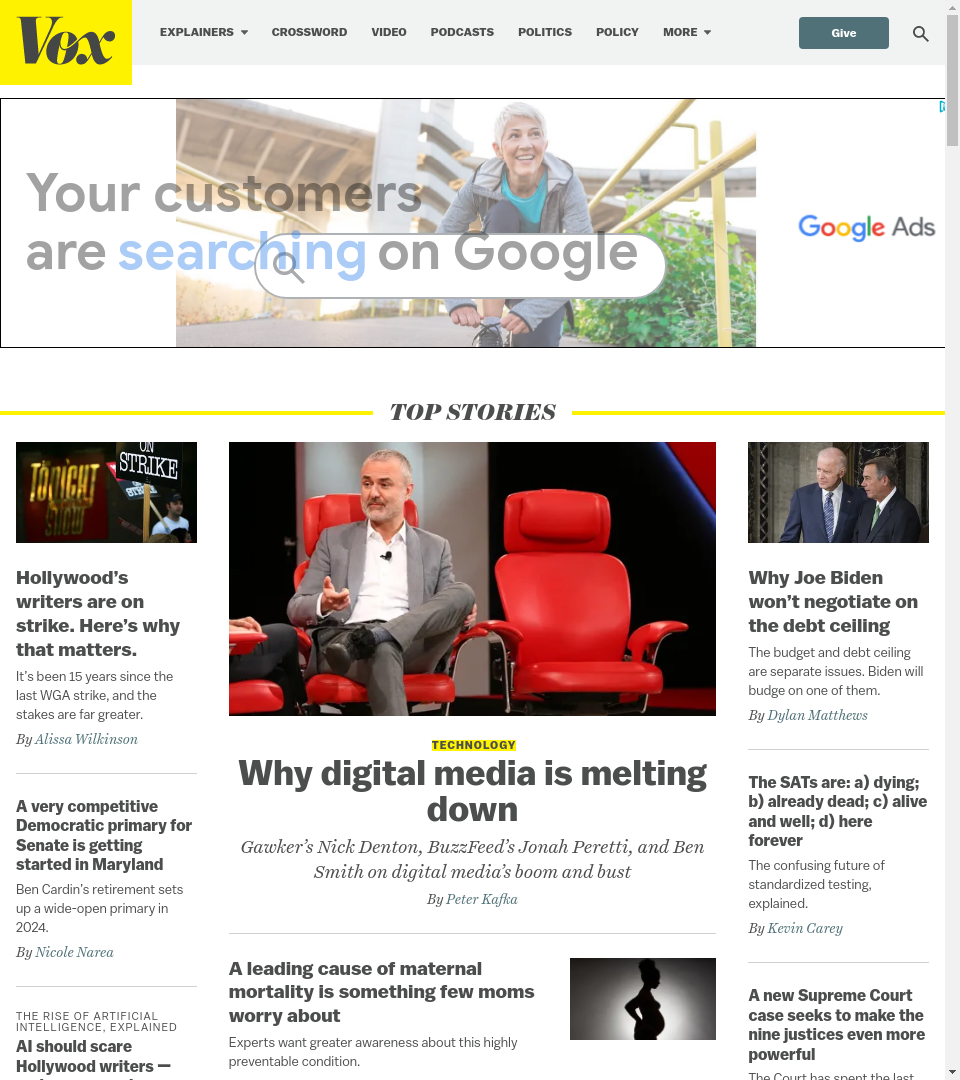 Vox
EXPLAINERS
CROSSWORD
VIDEO
PODCASTS
POLITICS
POLICY
MORE
Give
Your customers
are searching on Google
Google Ads
TOP STORIES
TONIGHT
SHOW
ON
STRIKE
Hollywood’s
writers are on
strike. Here’s why
that matters.
It’s been 15 years since the
last WGA strike, and the
stakes are far greater.
By Alissa Wilkinson
A very competitive
Democratic primary for
Senate is getting
started in Maryland
Ben Cardin’s retirement sets
up a wide-open primary in
2024.
By Nicole Narea
THE RISE OF ARTIFICIAL
INTELLIGENCE, EXPLAINED
AI should scare
Hollywood writers —
TECHNOLOGY
Why digital media is melting
down
Gawker’s Nick Denton, BuzzFeed’s Jonah Peretti, and Ben
Smith on digital media’s boom and bust
By Peter Kafka
A leading cause of maternal
mortality is something few moms
worry about
Experts want greater awareness about this highly
preventable condition.
Why Joe Biden
won’t negotiate on
the debt ceiling
The budget and debt ceiling
are separate issues. Biden will
budge on one of them.
By Dylan Matthews
The SATs are: a) dying;
b) already dead; c) alive
and well; d) here
forever
The confusing future of
standardized testing,
explained.
By Kevin Carey
A new Supreme Court
case seeks to make the
nine justices even more
powerful
The Court has spent the last